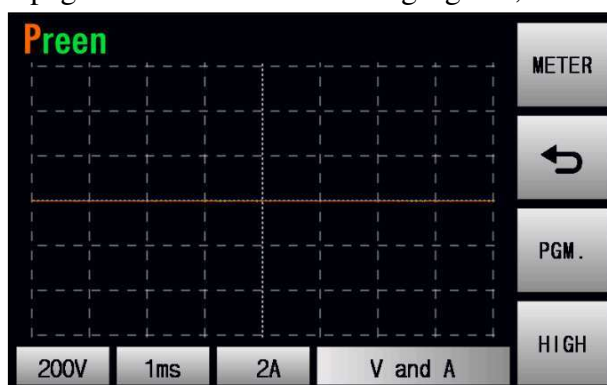 Preen
METER
PGM.
HIGH
200V
1ms
2A
V and A